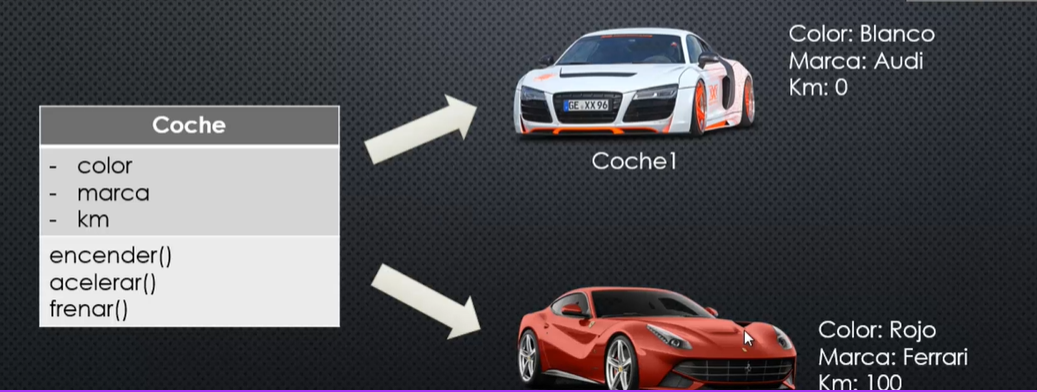 Coche
- color
- marca
- km
encender()
acelerar()
frenar()
GE XX 96
Coche1
Color: Blanco
Marca: Audi
Km: 0
Color: Rojo
Marca: Ferrari
Km: 100